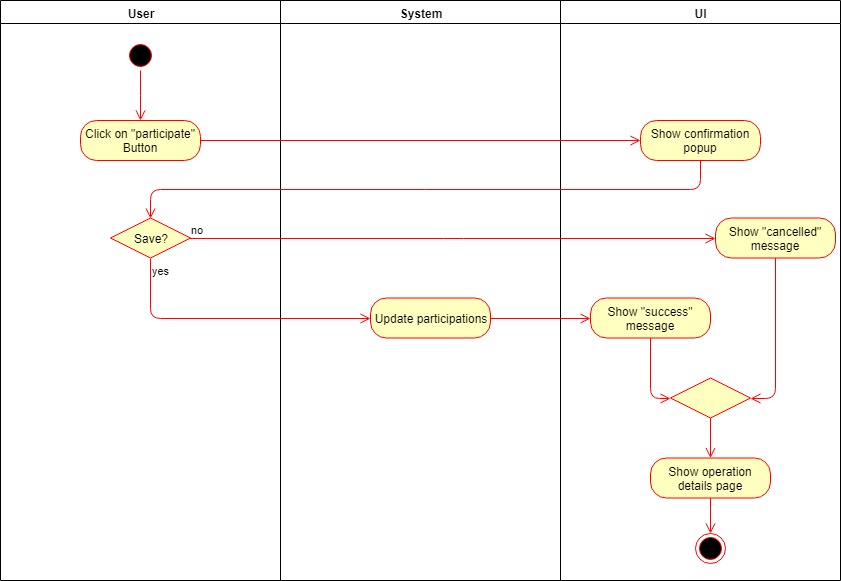 User
System
UI
Click on "participate"
Button
Show confirmation
popup
Save?
no
Show "cancelled"
message
yes
Update participations
Show "success"
message
Show operation
details page